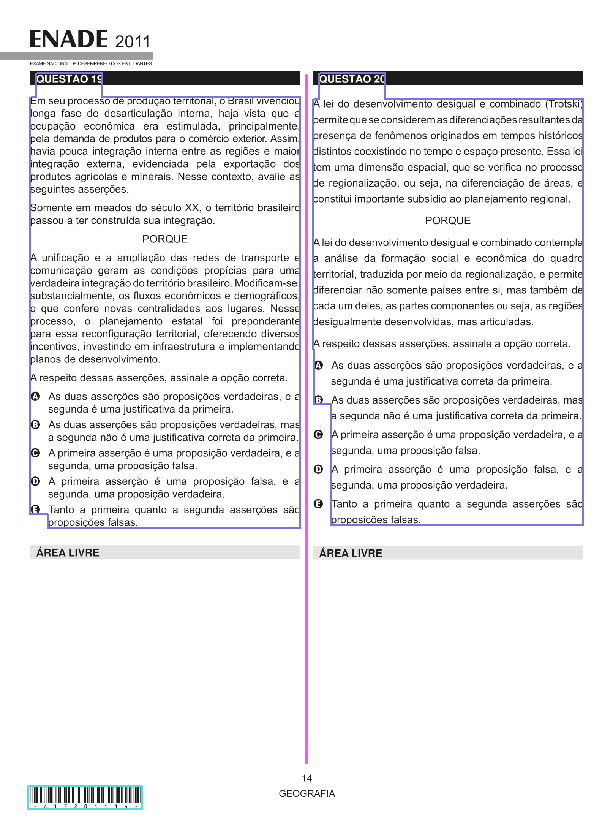 ENADE 2011
EXAME NACIONAL DE DESEMPENHO DOS ESTUDANTES
QUESTÃO 19
Em seu processo de produção territorial, o Brasil vivenciou
longa fase de desarticulação interna, haja vista que a
ocupação econômica era estimulada, principalmente,
pela demanda de produtos para o comércio exterior. Assim,
havia pouca integração interna entre as regiões e maior
integração externa, evidenciada pela exportação dos
produtos agrícolas e minerais. Nesse contexto, avalie as
seguintes asserções.
Somente em meados do século XX, o território brasileiro
passou a ter construída sua integração.
PORQUE
A unificação e a ampliação das redes de transporte e
comunicação geram as condições propícias para uma
verdadeira integração do território brasileiro. Modificam-se,
substancialmente, os fluxos econômicos e demográficos,
o que confere novas centralidades aos lugares. Nesse
processo, o planejamento estatal foi preponderante
para essa reconfiguração territorial, oferecendo diversos
incentivos, investindo em infraestrutura e implementando
planos de desenvolvimento.
A respeito dessas asserções, assinale a opção correta.
A As duas asserções são proposições verdadeiras, e a
segunda é uma justificativa da primeira.
B As duas asserções são proposições verdadeiras, mas
a segunda não é uma justificativa correta da primeira.
C A primeira asserção é uma proposição verdadeira, e a
segunda, uma proposição falsa.
D A primeira asserção é uma proposição falsa, e a
segunda, uma proposição verdadeira.
E Tanto a primeira quanto a segunda asserções são
proposições falsas.
ÁREA LIVRE
QUESTÃO 20
A lei do desenvolvimento desigual e combinado (Trotski)
permite que se considerem as diferenciações resultantes da
presença de fenômenos originados em tempos históricos
distintos coexistindo no tempo e espaço presente. Essa lei
tem uma dimensão espacial, que se verifica no processo
de regionalização, ou seja, na diferenciação de áreas, e
constitui importante subsídio ao planejamento regional.
PORQUE
A lei do desenvolvimento desigual e combinado contempla
a análise da formação social e econômica do quadro
territorial, traduzida por meio da regionalização, e permite
diferenciar não somente países entre si, mas também de
cada um deles, as partes componentes ou seja, as regiões
desigualmente desenvolvidas, mas articuladas.
A respeito dessas asserções, assinale a opção correta.
A As duas asserções são proposições verdadeiras, e a
segunda é uma justificativa correta da primeira.
B As duas asserções são proposições verdadeiras, mas
a segunda não é uma justificativa correta da primeira.
C A primeira asserção é uma proposição verdadeira, e a
segunda, uma proposição falsa.
D A primeira asserção é uma proposição falsa, e a
segunda, uma proposição verdadeira.
E Tanto a primeira quanto a segunda asserções são
proposições falsas.
ÁREA LIVRE
14
GEOGRAFIA